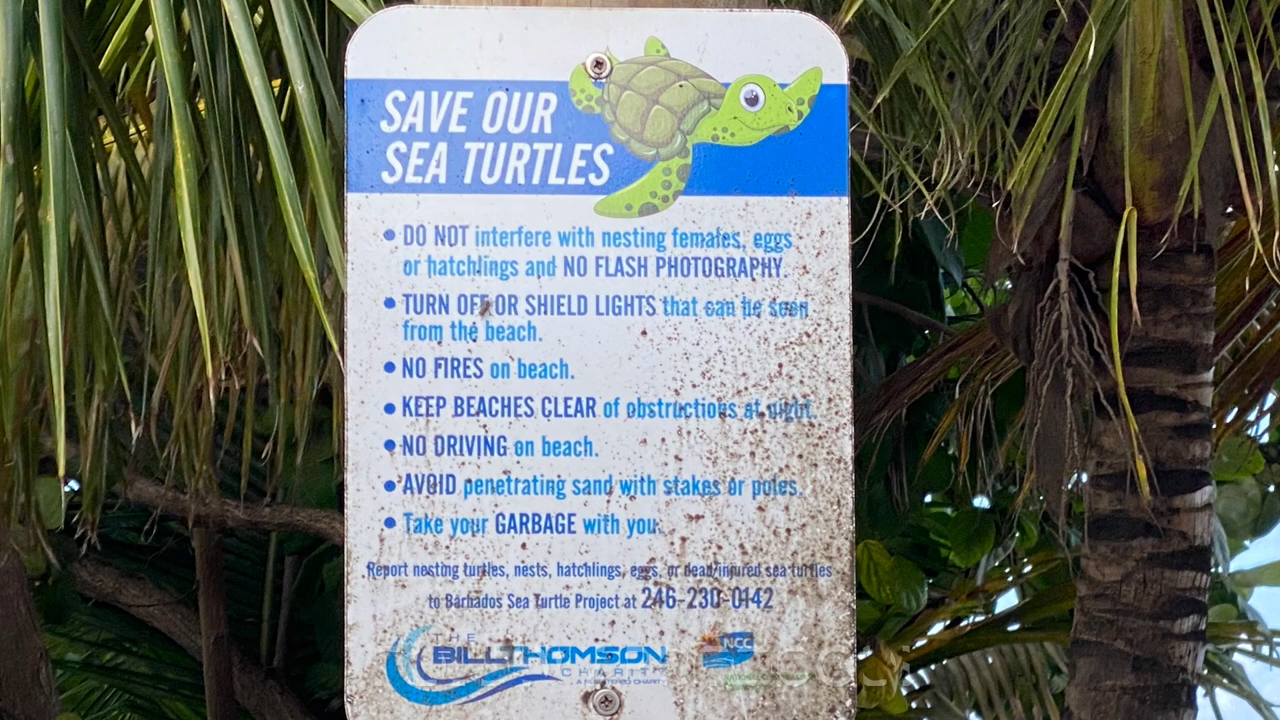 SAVE OUR
SEA TURTLES
• DO NOT interfere with nesting females, eggs
or hatchlings and NO FLASH PHOTOGRAPHY.
• TURN OFF OR SHIELD LIGHTS that can be seen
from the beach.
• NO FIRES on beach.
• KEEP BEACHES CLEAR of obstructions at night.
• NO DRIVING on beach.
• AVOID penetrating sand with stakes or poles.
• Take your GARBAGE with you.
Report nesting turtles, nests, hatchlings, eggs, or dead/injured sea turtles
to Barbados Sea Turtle Project at 246-230-0142
THE
BILL THOMSON
CHARITY
A REGISTERED CHARITY
NCC